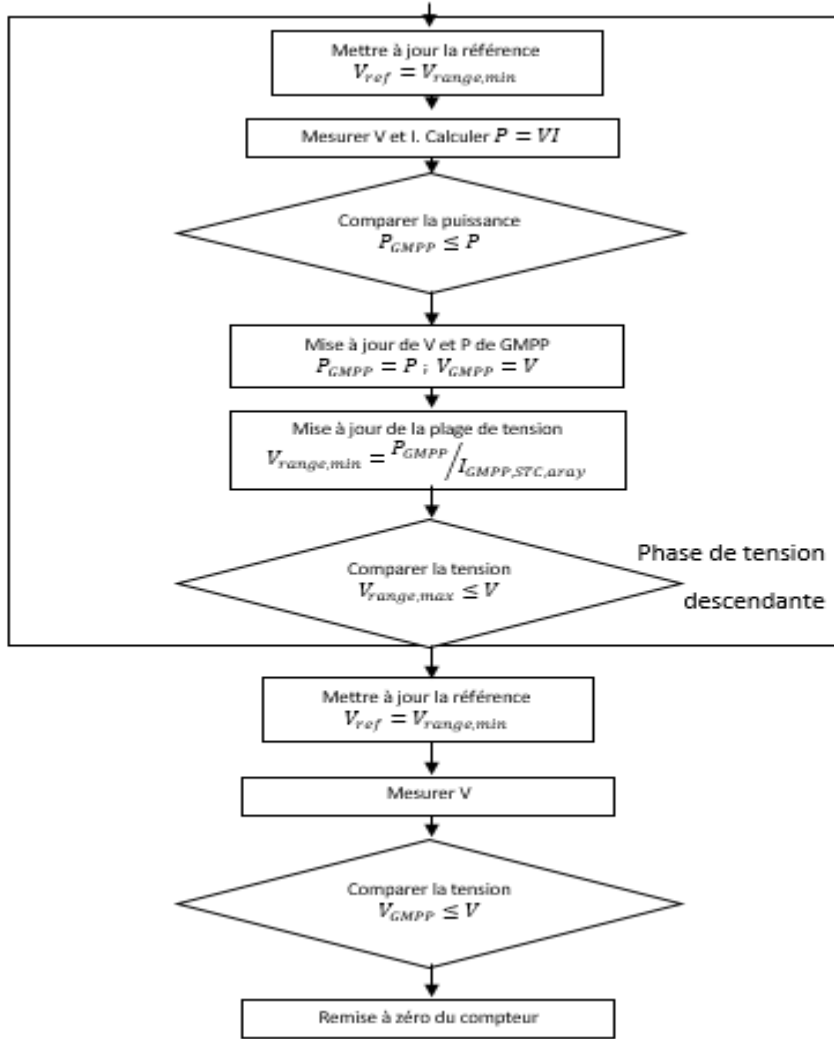 Mettre à jour la référence
V_ref = V_range,min
Mesurer V et I. Calculer P = VI
Comparer la puissance
P_GMPP ≤ P
Mise à jour de V et P de GMPP
P_GMPP = P ; V_GMPP = V
Mise à jour de la plage de tension
V_range,min = P_GMPP / I_GMPP,STC,aray
Comparer la tension
V_range,max ≤ V
Phase de tension
descendante
Mettre à jour la référence
V_ref = V_range,min
Mesurer V
Comparer la tension
V_GMPP ≤ V
Remise à zéro du compteur